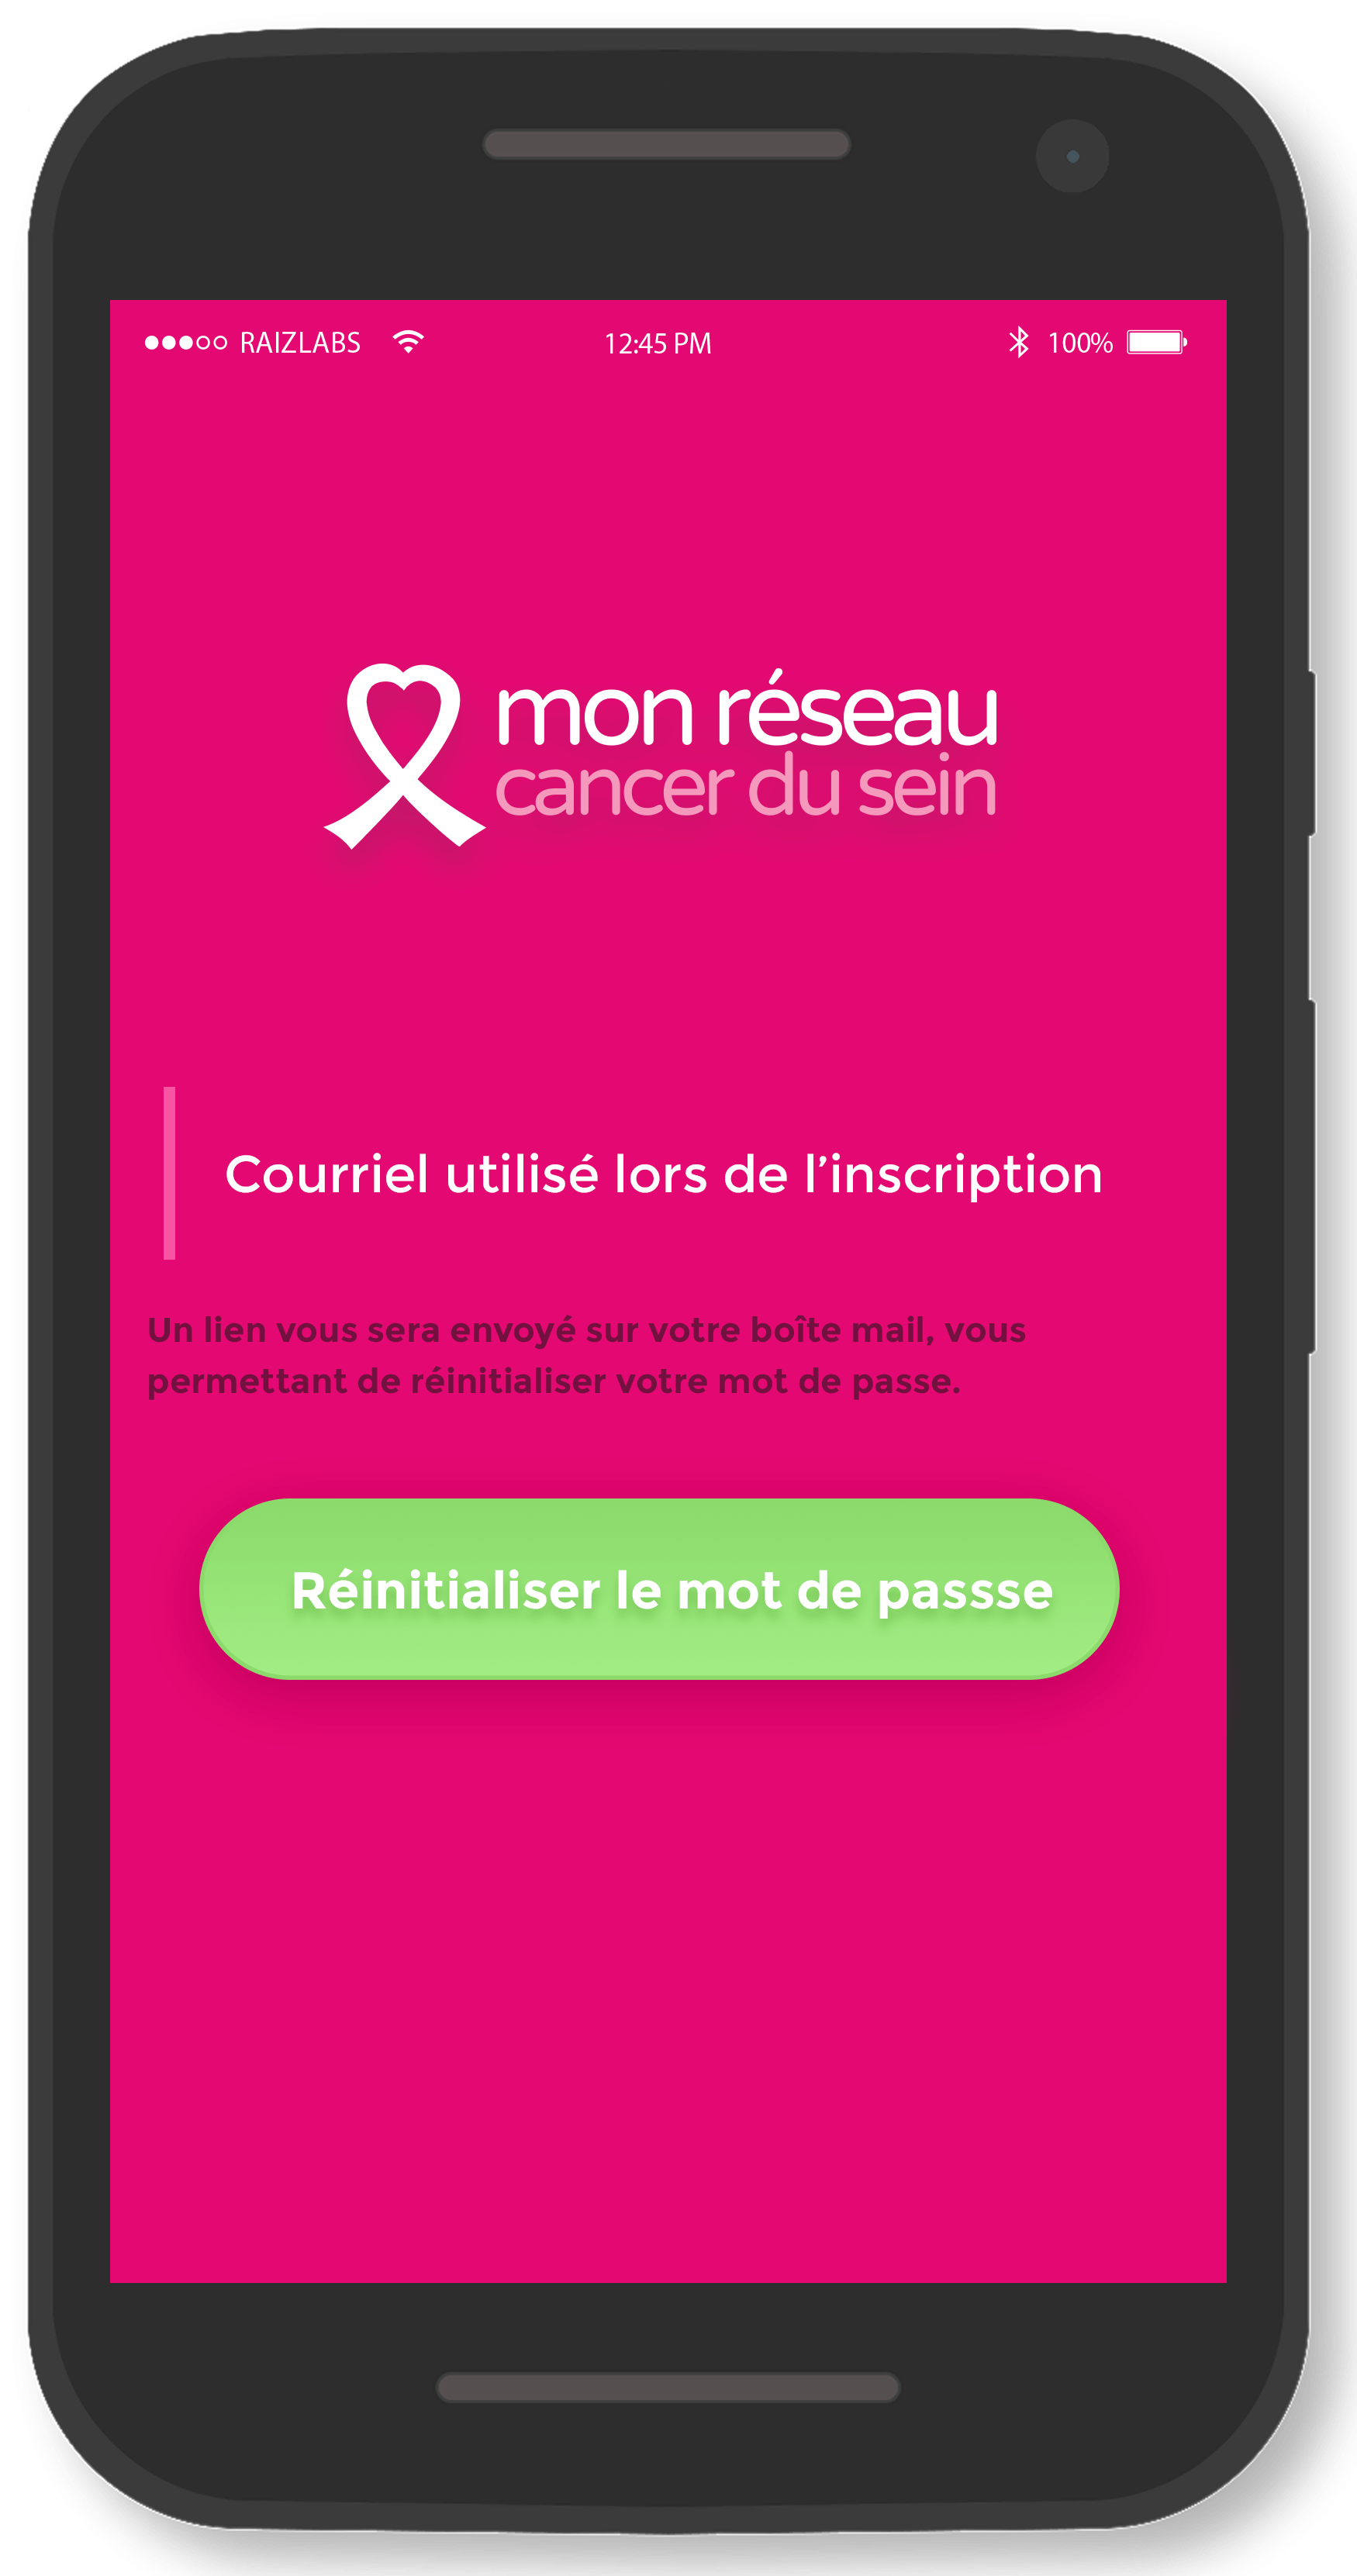 RAIZLABS 12:45 PM 100%
mon réseau
cancer du sein
Courriel utilisé lors de l’inscription
Un lien vous sera envoyé sur votre boîte mail, vous
permettant de réinitialiser votre mot de passe.
Réinitialiser le mot de passse